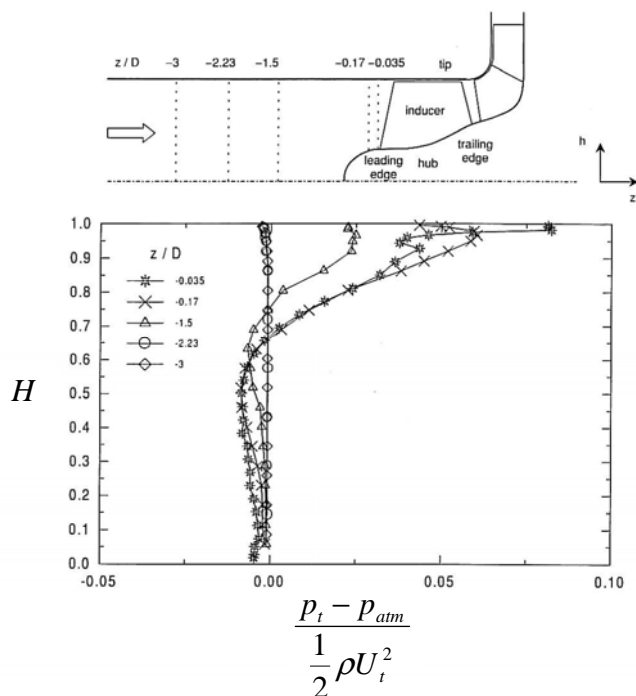 z / D -3 -2.23 -1.5 -0.17 -0.035 tip
inducer
leading edge
hub
trailing edge
h
z
1.0
0.9
0.8
0.7
0.6
0.5
0.4
0.3
0.2
0.1
0.0
H
z / D
-0.035
-0.17
-1.5
-2.23
-3
-0.05 0.00 0.05 0.10
p_t − p_atm
1
2
ρU_t^2